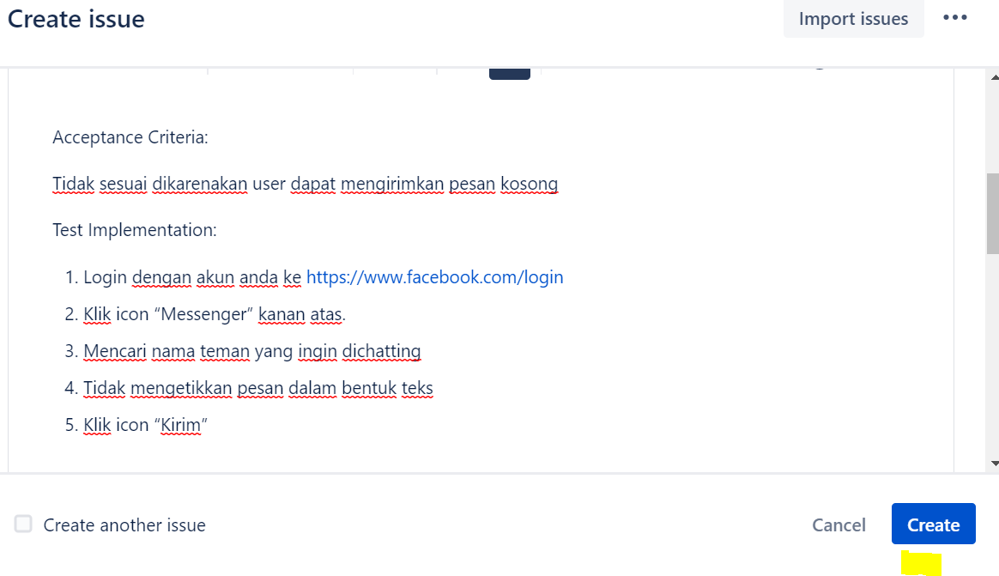 Create issue
Import issues
Acceptance Criteria:
Tidak sesuai dikarenakan user dapat mengirimkan pesan kosong
Test Implementation:
1. Login dengan akun anda ke https://www.facebook.com/login
2. Klik icon “Messenger” kanan atas.
3. Mencari nama teman yang ingin dichatting
4. Tidak mengetikkan pesan dalam bentuk teks
5. Klik icon “Kirim”
Create another issue
Cancel
Create